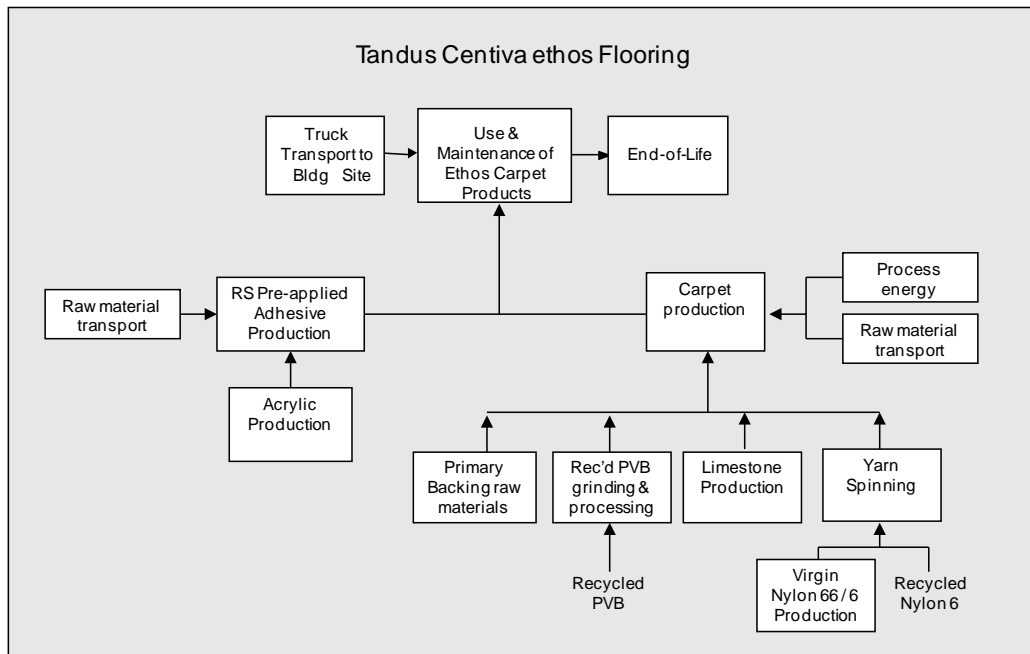 Tandus Centiva ethos Flooring
Truck
Transport to
Bldg Site
Use &
Maintenance of
Ethos Carpet
Products
End-of-Life
Raw material
transport
RS Pre-applied
Adhesive
Production
Carpet
production
Process
energy
Raw material
transport
Acrylic
Production
Primary
Backing raw
materials
Rec'd PVB
grinding &
processing
Limestone
Production
Yarn
Spinning
Recycled
PVB
Virgin
Nylon 66 / 6
Production
Recycled
Nylon 6